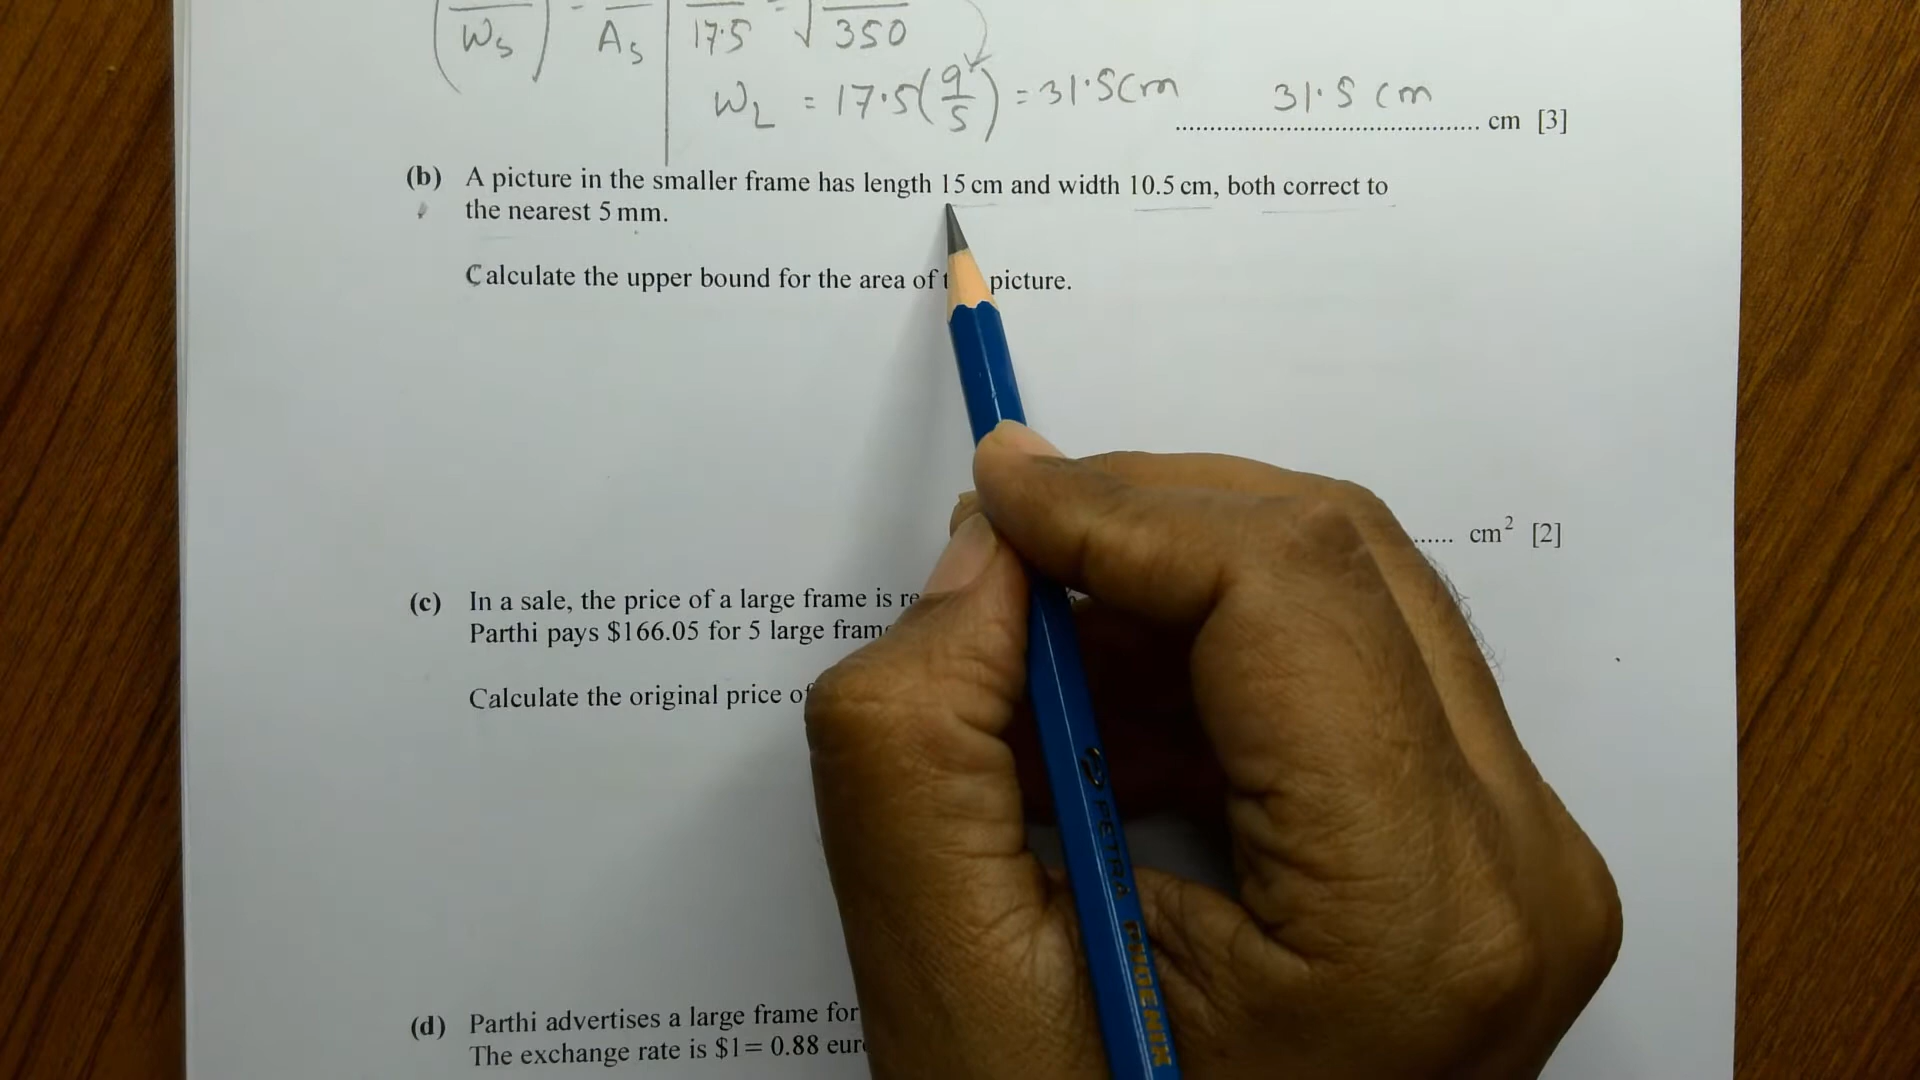 Ws As 17.5 350
WL = 17.5(9/5) = 31.5cm 31.5 cm
cm [3]
(b) A picture in the smaller frame has length 15 cm and width 10.5 cm, both correct to
the nearest 5 mm.
Calculate the upper bound for the area of picture.
cm² [2]
(c) In a sale, the price of a large frame is
Parthi pays $166.05 for 5 large
Calculate the original price
(d) Parthi advertises a large frame for
The exchange rate is $1 = 0.88
PETRA